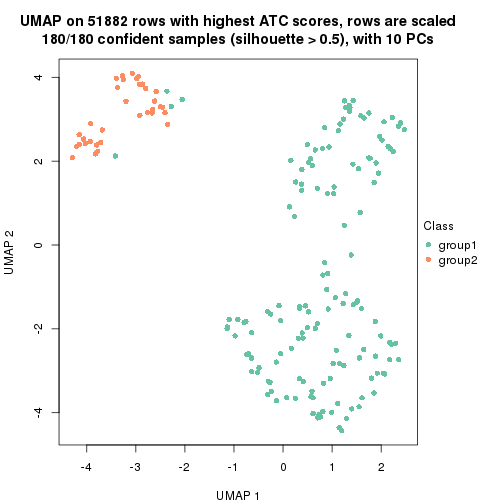 UMAP on 51882 rows with highest ATC scores, rows are scaled
180/180 confident samples (silhouette > 0.5), with 10 PCs
4
2
0
-2
-4
UMAP 2
-4
-3
-2
-1
0
1
2
UMAP 1
Class
group1
group2